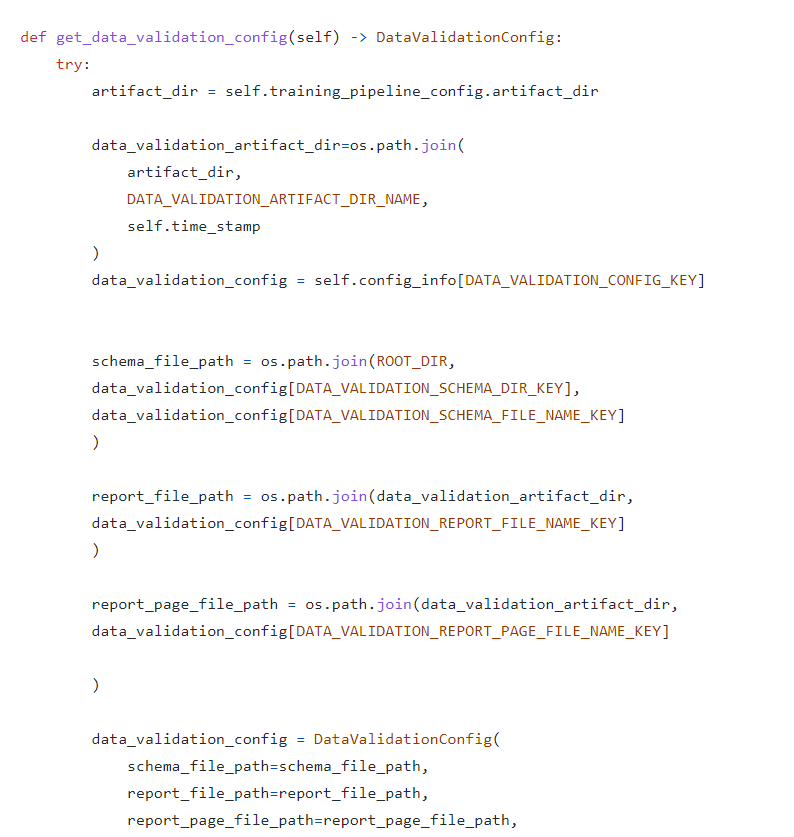 def get_data_validation_config(self) -> DataValidationConfig:
    try:
        artifact_dir = self.training_pipeline_config.artifact_dir

        data_validation_artifact_dir=os.path.join(
            artifact_dir,
            DATA_VALIDATION_ARTIFACT_DIR_NAME,
            self.time_stamp
        )
        data_validation_config = self.config_info[DATA_VALIDATION_CONFIG_KEY]


        schema_file_path = os.path.join(ROOT_DIR,
        data_validation_config[DATA_VALIDATION_SCHEMA_DIR_KEY],
        data_validation_config[DATA_VALIDATION_SCHEMA_FILE_NAME_KEY]
        )

        report_file_path = os.path.join(data_validation_artifact_dir,
        data_validation_config[DATA_VALIDATION_REPORT_FILE_NAME_KEY]
        )

        report_page_file_path = os.path.join(data_validation_artifact_dir,
        data_validation_config[DATA_VALIDATION_REPORT_PAGE_FILE_NAME_KEY]

        )

        data_validation_config = DataValidationConfig(
            schema_file_path=schema_file_path,
            report_file_path=report_file_path,
            report_page_file_path=report_page_file_path,